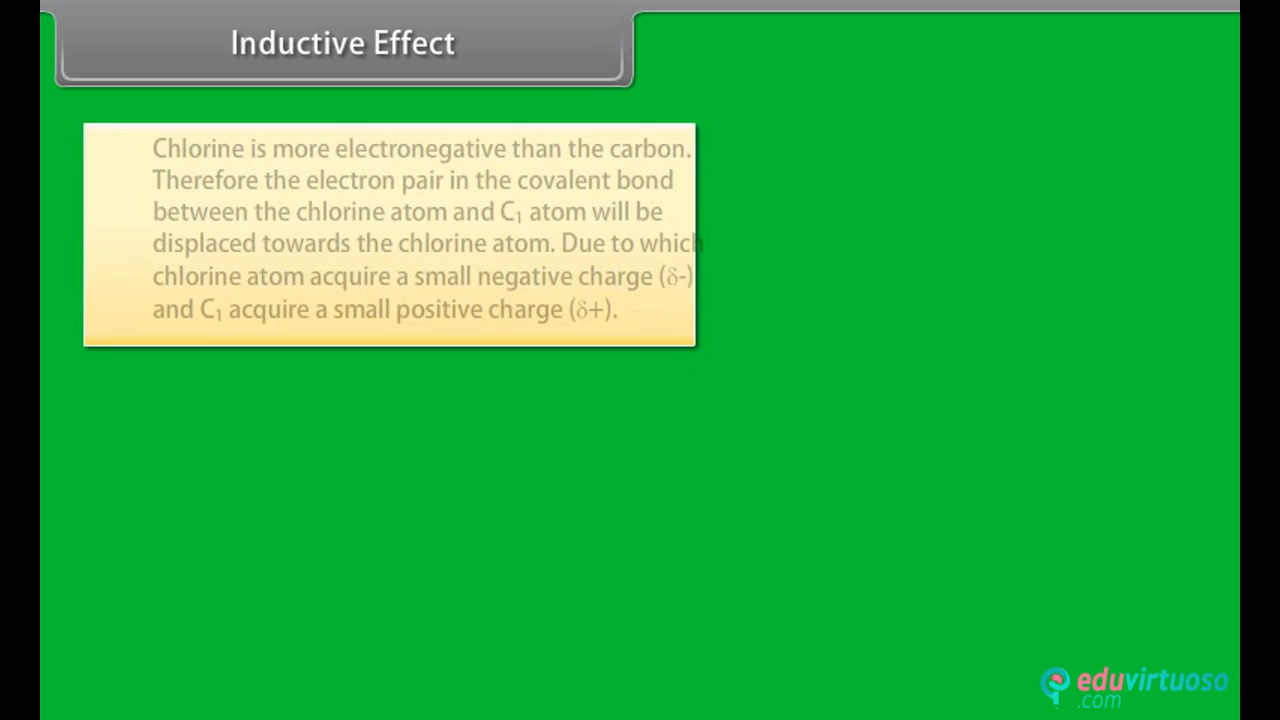 Inductive Effect
Chlorine is more electronegative than the carbon.
Therefore the electron pair in the covalent bond
between the chlorine atom and C₁ atom will be
displaced towards the chlorine atom. Due to which
chlorine atom acquire a small negative charge (δ-)
and C₁ acquire a small positive charge (δ+).
eduvirtuoso
.com